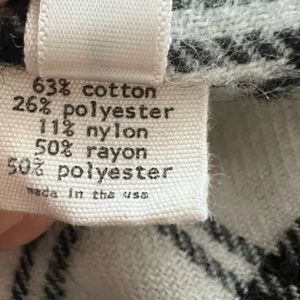 63% cotton
26% polyester
11% nylon
50% rayon
50% polyester
made in the usa